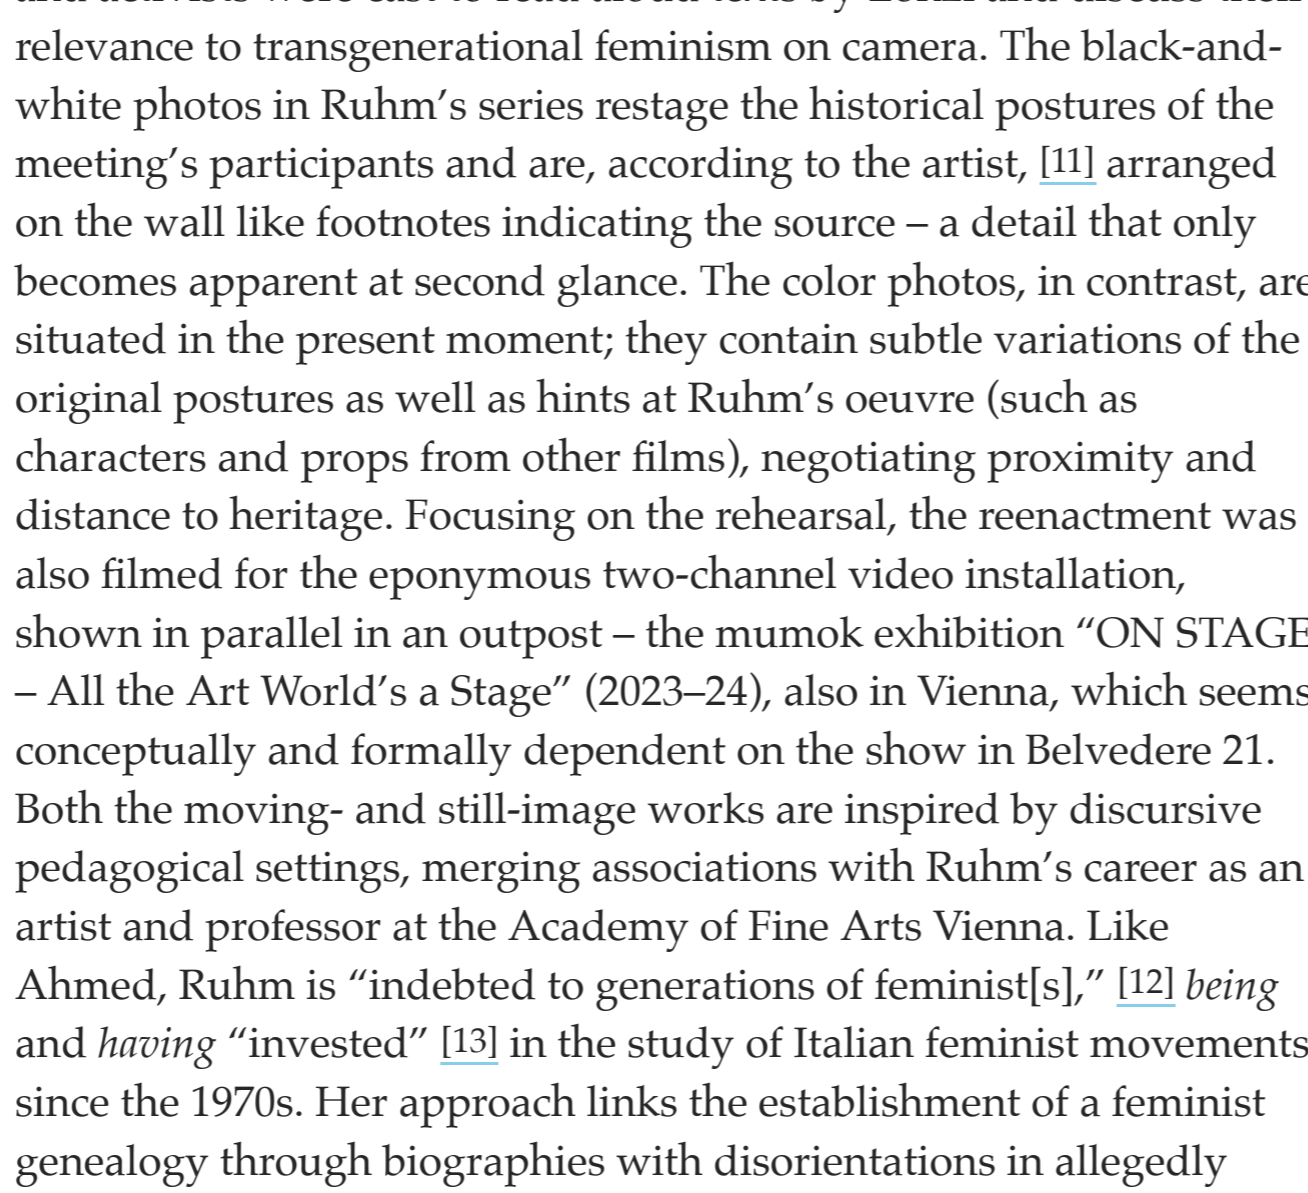 relevance to transgenerational feminism on camera. The black-and-
white photos in Ruhm’s series restage the historical postures of the
meeting’s participants and are, according to the artist, [11] arranged
on the wall like footnotes indicating the source – a detail that only
becomes apparent at second glance. The color photos, in contrast, are
situated in the present moment; they contain subtle variations of the
original postures as well as hints at Ruhm’s oeuvre (such as
characters and props from other films), negotiating proximity and
distance to heritage. Focusing on the rehearsal, the reenactment was
also filmed for the eponymous two-channel video installation,
shown in parallel in an outpost – the mumok exhibition “ON STAGE
– All the Art World’s a Stage” (2023–24), also in Vienna, which seems
conceptually and formally dependent on the show in Belvedere 21.
Both the moving- and still-image works are inspired by discursive
pedagogical settings, merging associations with Ruhm’s career as an
artist and professor at the Academy of Fine Arts Vienna. Like
Ahmed, Ruhm is “indebted to generations of feminist[s],” [12] being
and having “invested” [13] in the study of Italian feminist movements
since the 1970s. Her approach links the establishment of a feminist
genealogy through biographies with disorientations in allegedly